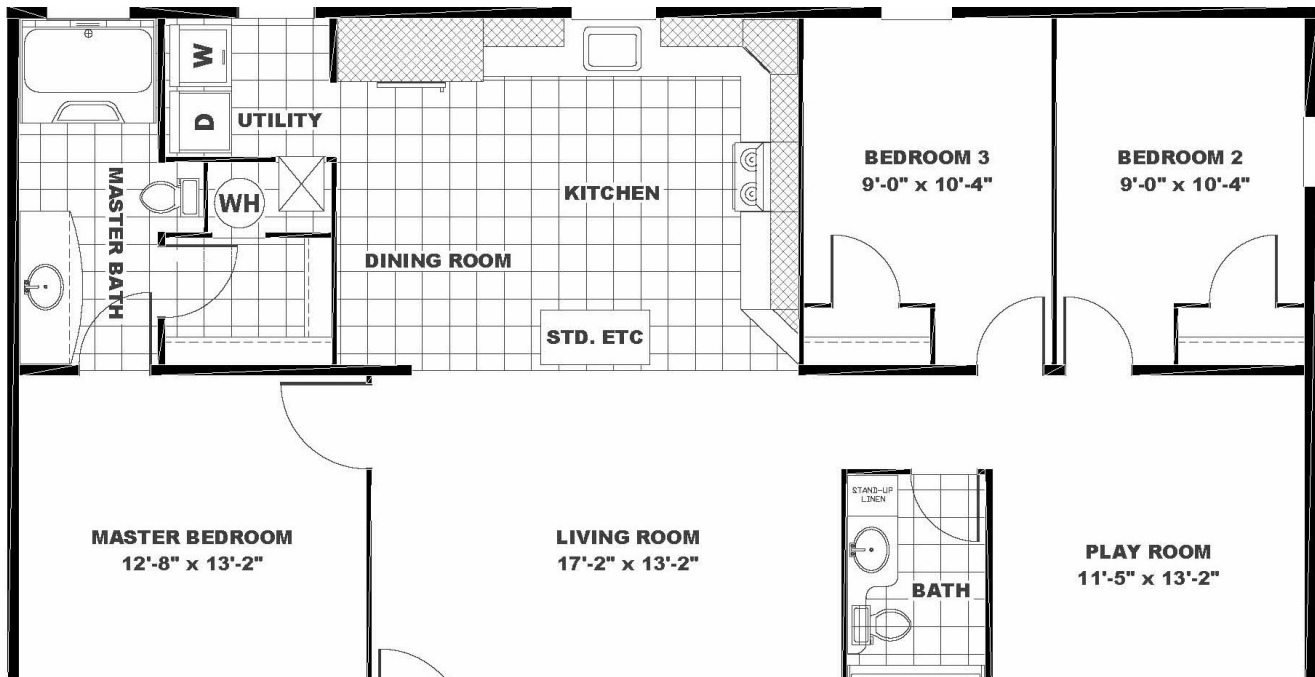 W
D
UTILITY
MASTER BATH
WH
KITCHEN
DINING ROOM
STD. ETC
BEDROOM 3
9'-0" x 10'-4"
BEDROOM 2
9'-0" x 10'-4"
MASTER BEDROOM
12'-8" x 13'-2"
LIVING ROOM
17'-2" x 13'-2"
STAND-UP
LINEN
BATH
PLAY ROOM
11'-5" x 13'-2"